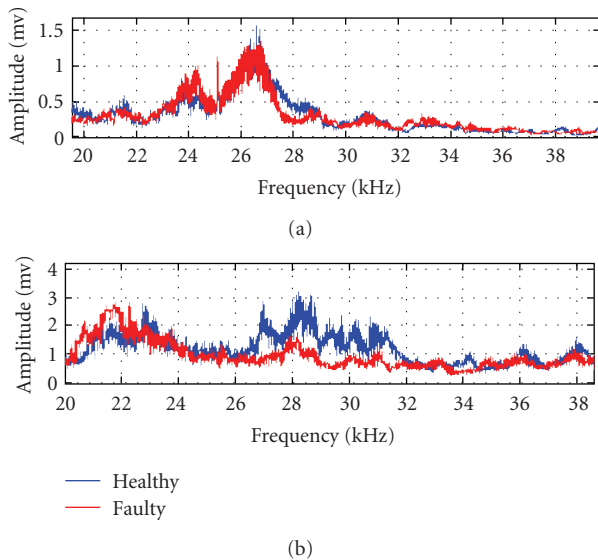 Amplitude (mv)
1.5
1
0.5
0
20 22 24 26 28 30 32 34 36 38
Frequency (kHz)
(a)
Amplitude (mv)
4
3
2
1
0
20 22 24 26 28 30 32 34 36 38
Frequency (kHz)
Healthy
Faulty
(b)